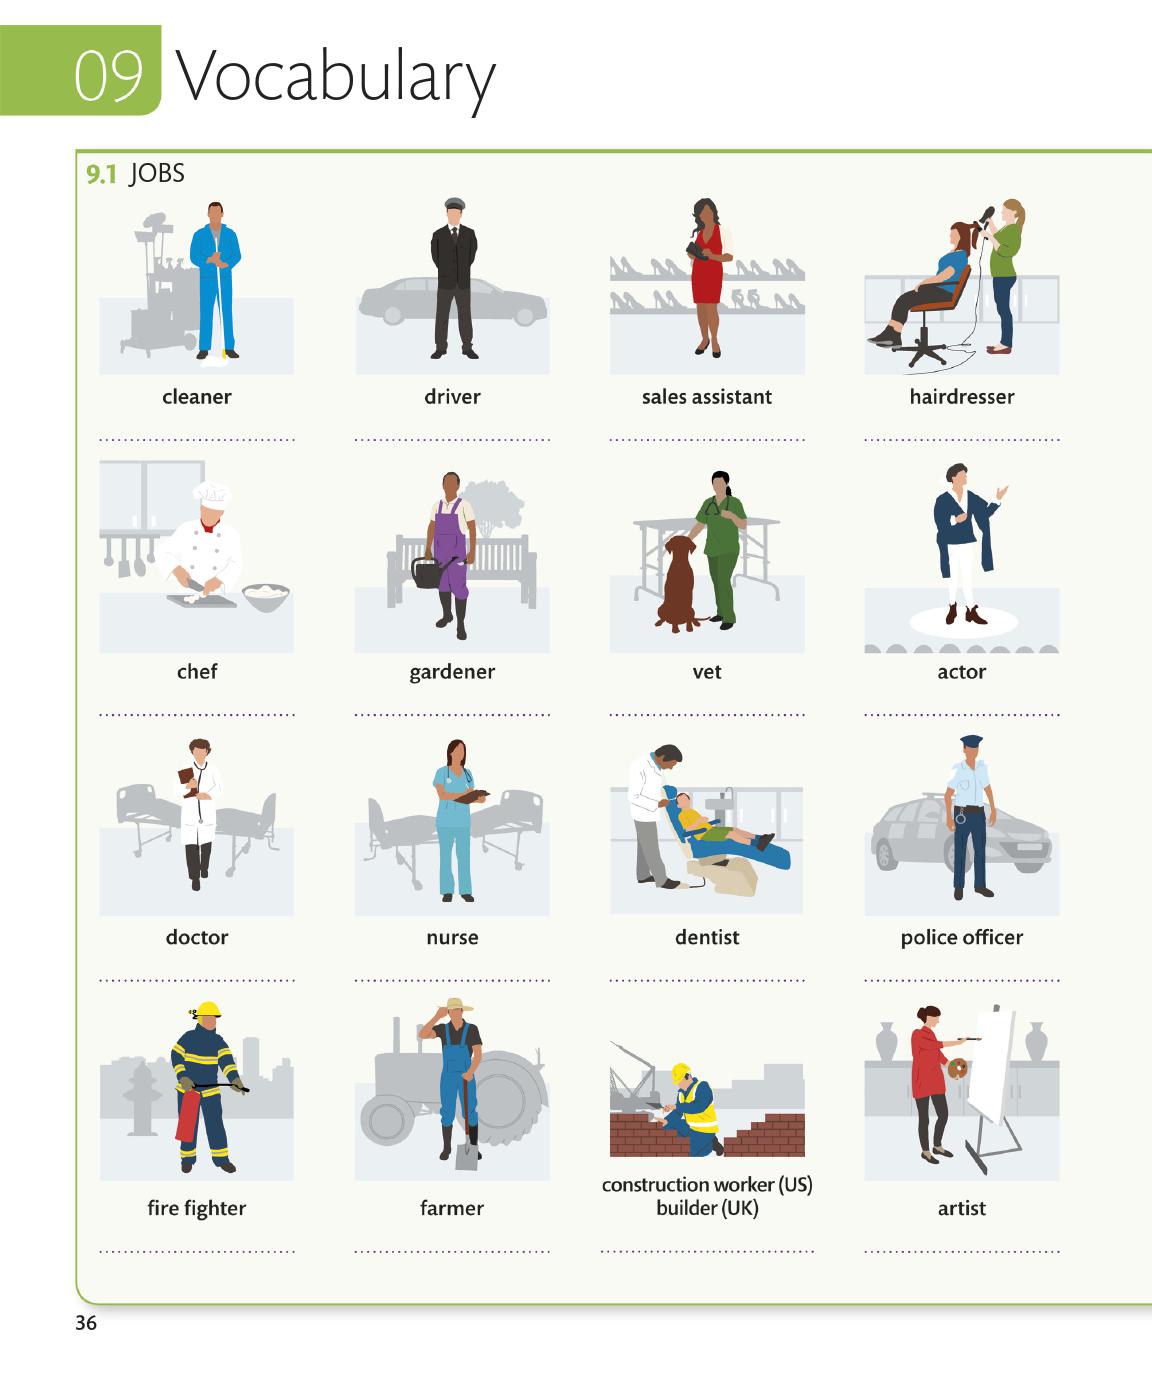 09 Vocabulary
9.1 JOBS
cleaner
driver
sales assistant
hairdresser
chef
gardener
vet
actor
doctor
nurse
dentist
police officer
fire fighter
farmer
construction worker (US)
builder (UK)
artist
36